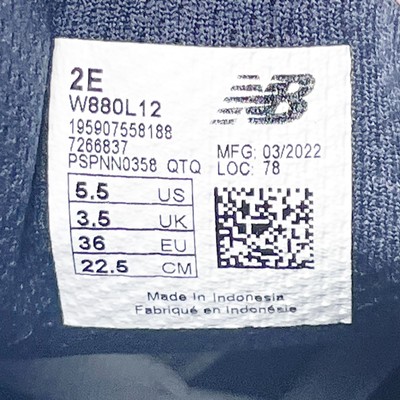 2E
W880L12
195907558188
7266837
PSPNN0358 QTQ
MFG: 03/2022
LOC: 78
5.5 US
3.5 UK
36 EU
22.5 CM
Made in Indonesia
Fabriqué en Indonésie